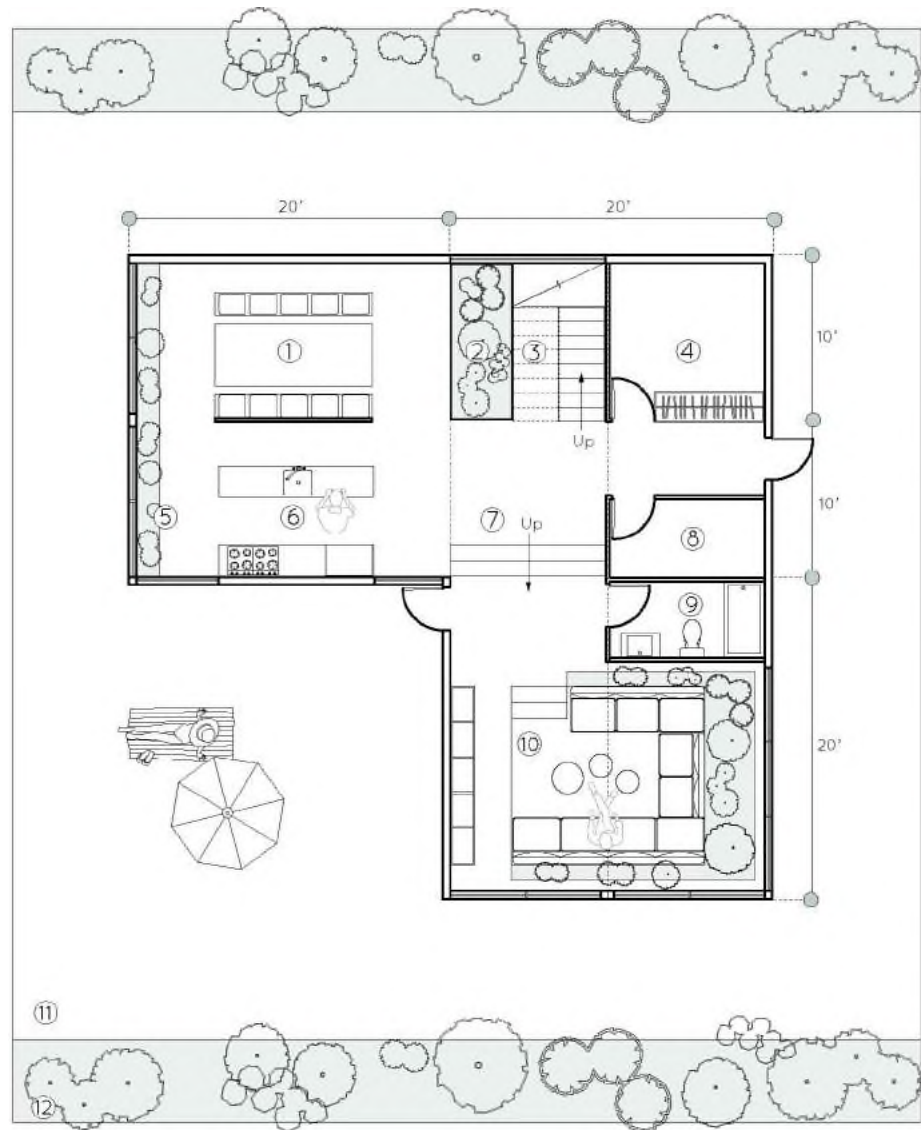 20' 20'
10'
① ② ③ ④
Up
10'
⑤ ⑥ ⑦ Up ⑧
⑨
20'
⑩
⑪
⑫